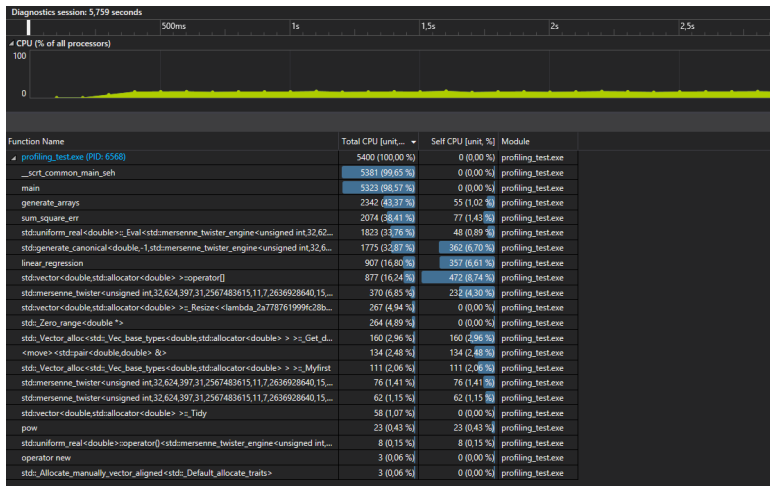 Diagnostics session: 5,759 seconds
500ms 1s 1,5s 2s 2,5s
CPU (% of all processors)
100
0
Function Name Total CPU [unit,... Self CPU [unit, %] Module
profiling_test.exe (PID: 6568) 5400 (100,00 %) 0 (0,00 %) profiling_test.exe
__scrt_common_main_seh 5381 (99,65 %) 0 (0,00 %) profiling_test.exe
main 5323 (98,57 %) 0 (0,00 %) profiling_test.exe
generate_arrays 2342 (43,37 %) 55 (1,02 %) profiling_test.exe
sum_square_err 2074 (38,41 %) 77 (1,43 %) profiling_test.exe
std::uniform_real<double>::_Eval<std::mersenne_twister_engine<unsigned int,32,62... 1823 (33,76 %) 48 (0,89 %) profiling_test.exe
std::generate_canonical<double,-1,std::mersenne_twister_engine<unsigned int,32,6... 1775 (32,87 %) 362 (6,70 %) profiling_test.exe
linear_regression 907 (16,80 %) 357 (6,61 %) profiling_test.exe
std::vector<double,std::allocator<double> >::operator[] 877 (16,24 %) 472 (8,74 %) profiling_test.exe
std::mersenne_twister<unsigned int,32,624,397,31,2567483615,11,7,2636928640,15,... 370 (6,85 %) 232 (4,30 %) profiling_test.exe
std::vector<double,std::allocator<double> >::_Resize<<lambda_2a778761999fc28b... 267 (4,94 %) 0 (0,00 %) profiling_test.exe
std::_Zero_range<double *> 264 (4,89 %) 0 (0,00 %) profiling_test.exe
std::_Vector_alloc<std::_Vec_base_types<double,std::allocator<double> > >::_Get_d... 160 (2,96 %) 160 (2,96 %) profiling_test.exe
<move><std::pair<double,double> &> 134 (2,48 %) 134 (2,48 %) profiling_test.exe
std::_Vector_alloc<std::_Vec_base_types<double,std::allocator<double> > >::_Myfirst 111 (2,06 %) 111 (2,06 %) profiling_test.exe
std::mersenne_twister<unsigned int,32,624,397,31,2567483615,11,7,2636928640,15,... 76 (1,41 %) 76 (1,41 %) profiling_test.exe
std::mersenne_twister<unsigned int,32,624,397,31,2567483615,11,7,2636928640,15,... 62 (1,15 %) 62 (1,15 %) profiling_test.exe
std::vector<double,std::allocator<double> >::_Tidy 58 (1,07 %) 0 (0,00 %) profiling_test.exe
pow 23 (0,43 %) 23 (0,43 %) profiling_test.exe
std::uniform_real<double>::operator()<std::mersenne_twister_engine<unsigned int,... 8 (0,15 %) 8 (0,15 %) profiling_test.exe
operator new 3 (0,06 %) 0 (0,00 %) profiling_test.exe
std::_Allocate_manually_vector_aligned<std::_Default_allocate_traits> 3 (0,06 %) 0 (0,00 %) profiling_test.exe